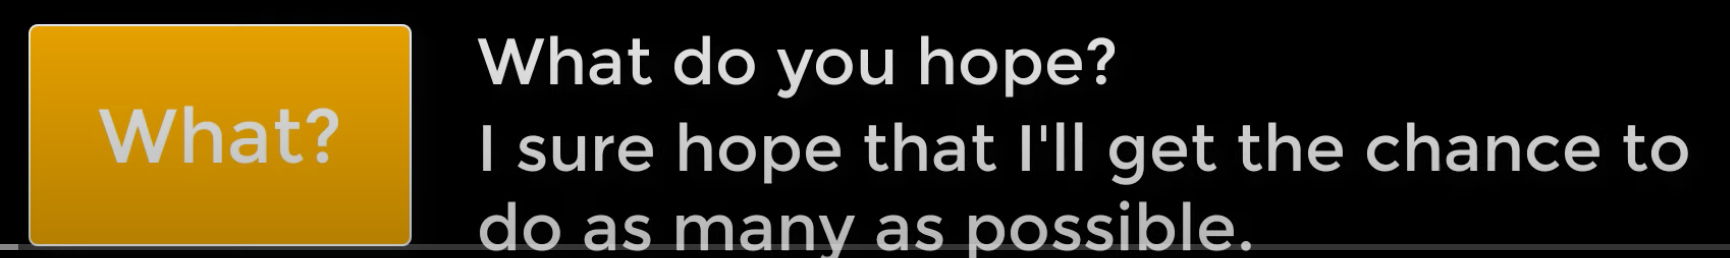 What?
What do you hope?
I sure hope that I'll get the chance to
do as many as possible.